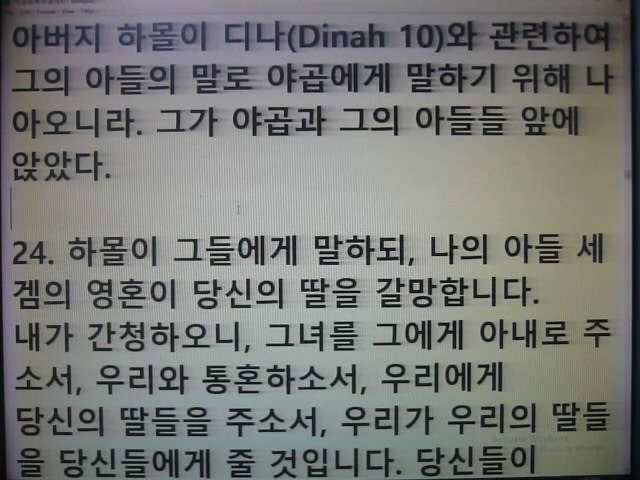 아버지 하몰이 디나(Dinah 10)와 관련하여
그의 아들의 말로 야곱에게 말하기 위해 나
아오니라. 그가 야곱과 그의 아들들 앞에
앉았다.
24. 하몰이 그들에게 말하되, 나의 아들 세
겜의 영혼이 당신의 딸을 갈망합니다.
내가 간청하오니, 그녀를 그에게 아내로 주
소서, 우리와 통혼하소서, 우리에게
당신의 딸들을 주소서, 우리가 우리의 딸들
을 당신들에게 줄 것입니다. 당신들이
Activate Windows